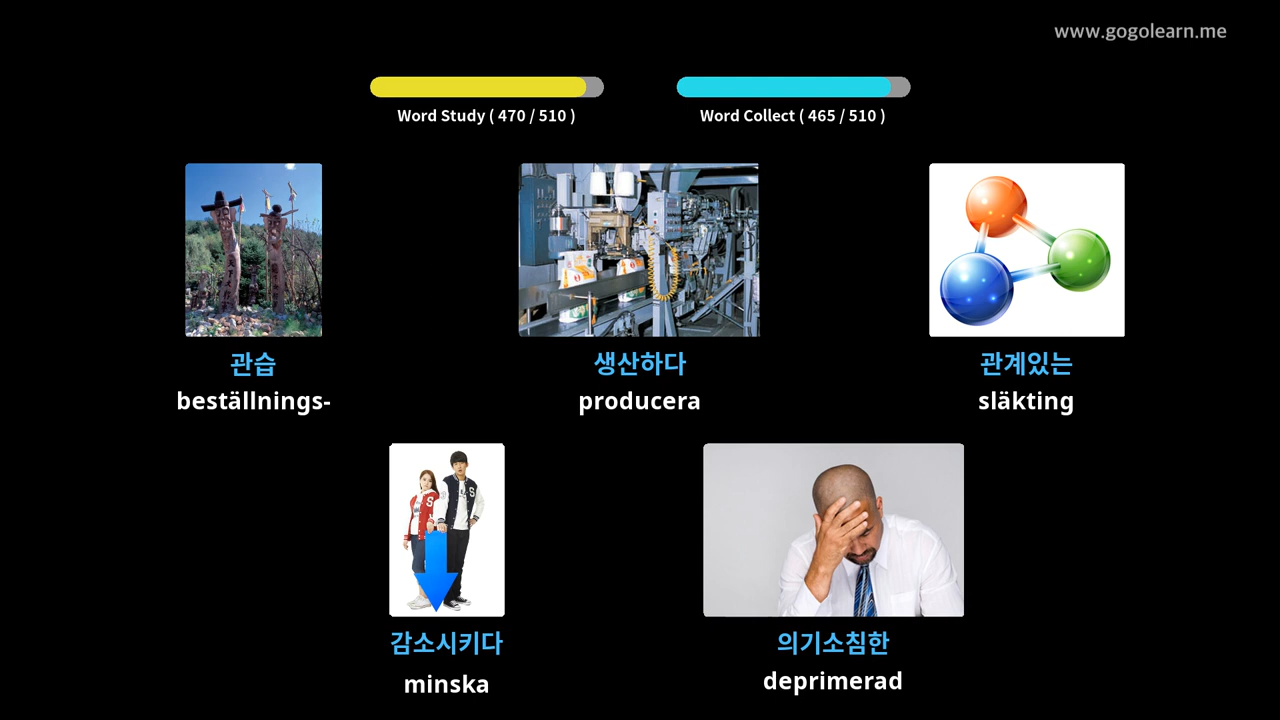 www.gogolearn.me
Word Study ( 470 / 510 )
Word Collect ( 465 / 510 )
관습
beställnings-
생산하다
producera
관계있는
släkting
감소시키다
minska
의기소침한
deprimerad